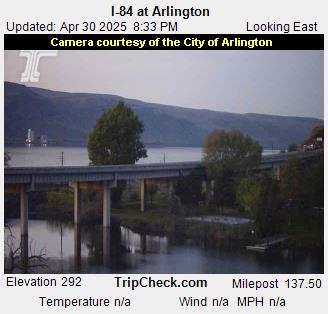 I-84 at Arlington
Updated: Apr 30 2025 8:33 PM Looking East
Camera courtesy of the City of Arlington
Elevation 292 TripCheck.com Milepost 137.50
Temperature n/a Wind n/a MPH n/a